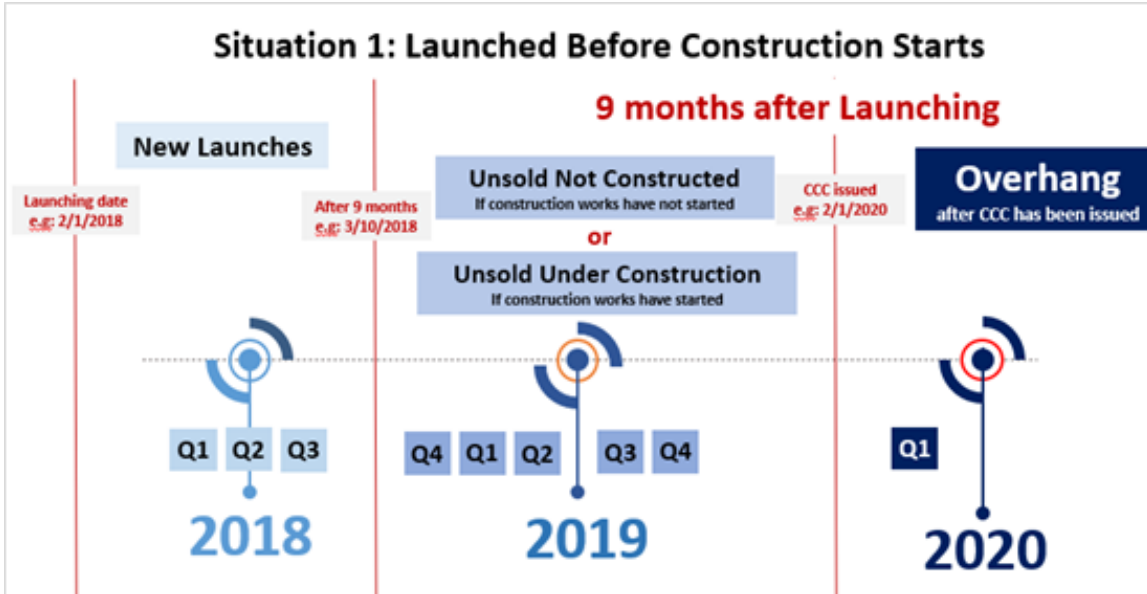 Situation 1: Launched Before Construction Starts
9 months after Launching
New Launches
Launching date
e.g: 2/1/2018
After 9 months
e.g: 3/10/2018
Unsold Not Constructed
If construction works have not started
or
Unsold Under Construction
If construction works have started
CCC issued
e.g: 2/1/2020
Overhang
after CCC has been issued
Q1 Q2 Q3
Q4 Q1 Q2 Q3 Q4
Q1
2018
2019
2020